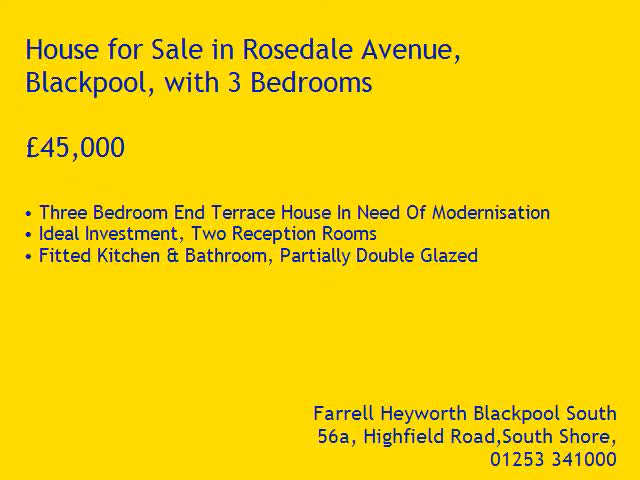 House for Sale in Rosedale Avenue,
Blackpool, with 3 Bedrooms
£45,000
• Three Bedroom End Terrace House In Need Of Modernisation
• Ideal Investment, Two Reception Rooms
• Fitted Kitchen & Bathroom, Partially Double Glazed
Farrell Heyworth Blackpool South
56a, Highfield Road,South Shore,
01253 341000